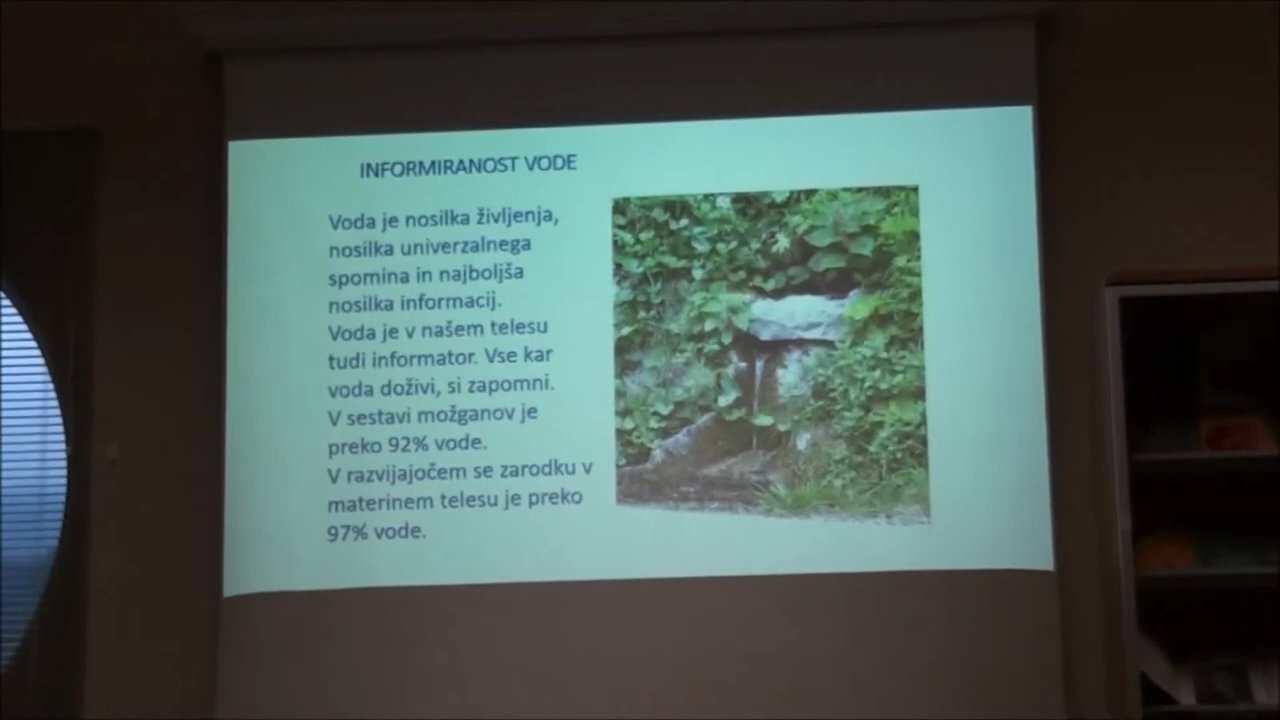 INFORMIRANOST VODE
Voda je nosilka življenja,
nosilka univerzalnega
spomina in najboljša
nosilka informacij.
Voda je v našem telesu
tudi informator. Vse kar
voda doživi, si zapomni.
V sestavi možganov je
preko 92% vode.
V razvijajočem se zarodku v
materinem telesu je preko
97% vode.